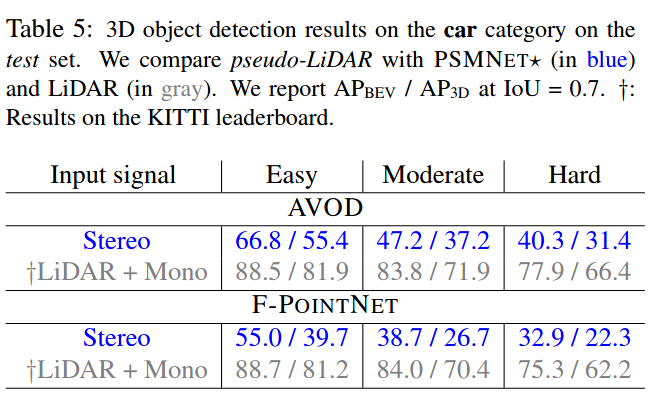 Table 5: 3D object detection results on the car category on the
test set. We compare pseudo-LiDAR with PSMNET⋆ (in blue)
and LiDAR (in gray). We report APBEV / AP3D at IoU = 0.7. †:
Results on the KITTI leaderboard.
Input signal Easy Moderate Hard
AVOD
Stereo 66.8 / 55.4 47.2 / 37.2 40.3 / 31.4
†LiDAR + Mono 88.5 / 81.9 83.8 / 71.9 77.9 / 66.4
F-POINTNET
Stereo 55.0 / 39.7 38.7 / 26.7 32.9 / 22.3
†LiDAR + Mono 88.7 / 81.2 84.0 / 70.4 75.3 / 62.2